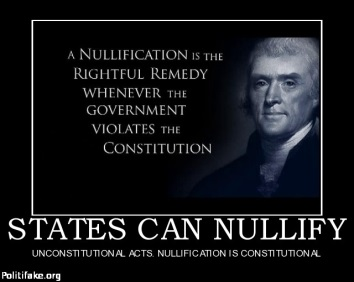 A NULLIFICATION IS THE
RIGHTFUL REMEDY
WHENEVER THE
GOVERNMENT
VIOLATES THE
CONSTITUTION
STATES CAN NULLIFY
UNCONSTITUTIONAL ACTS. NULLIFICATION IS CONSTITUTIONAL
Politifake.org